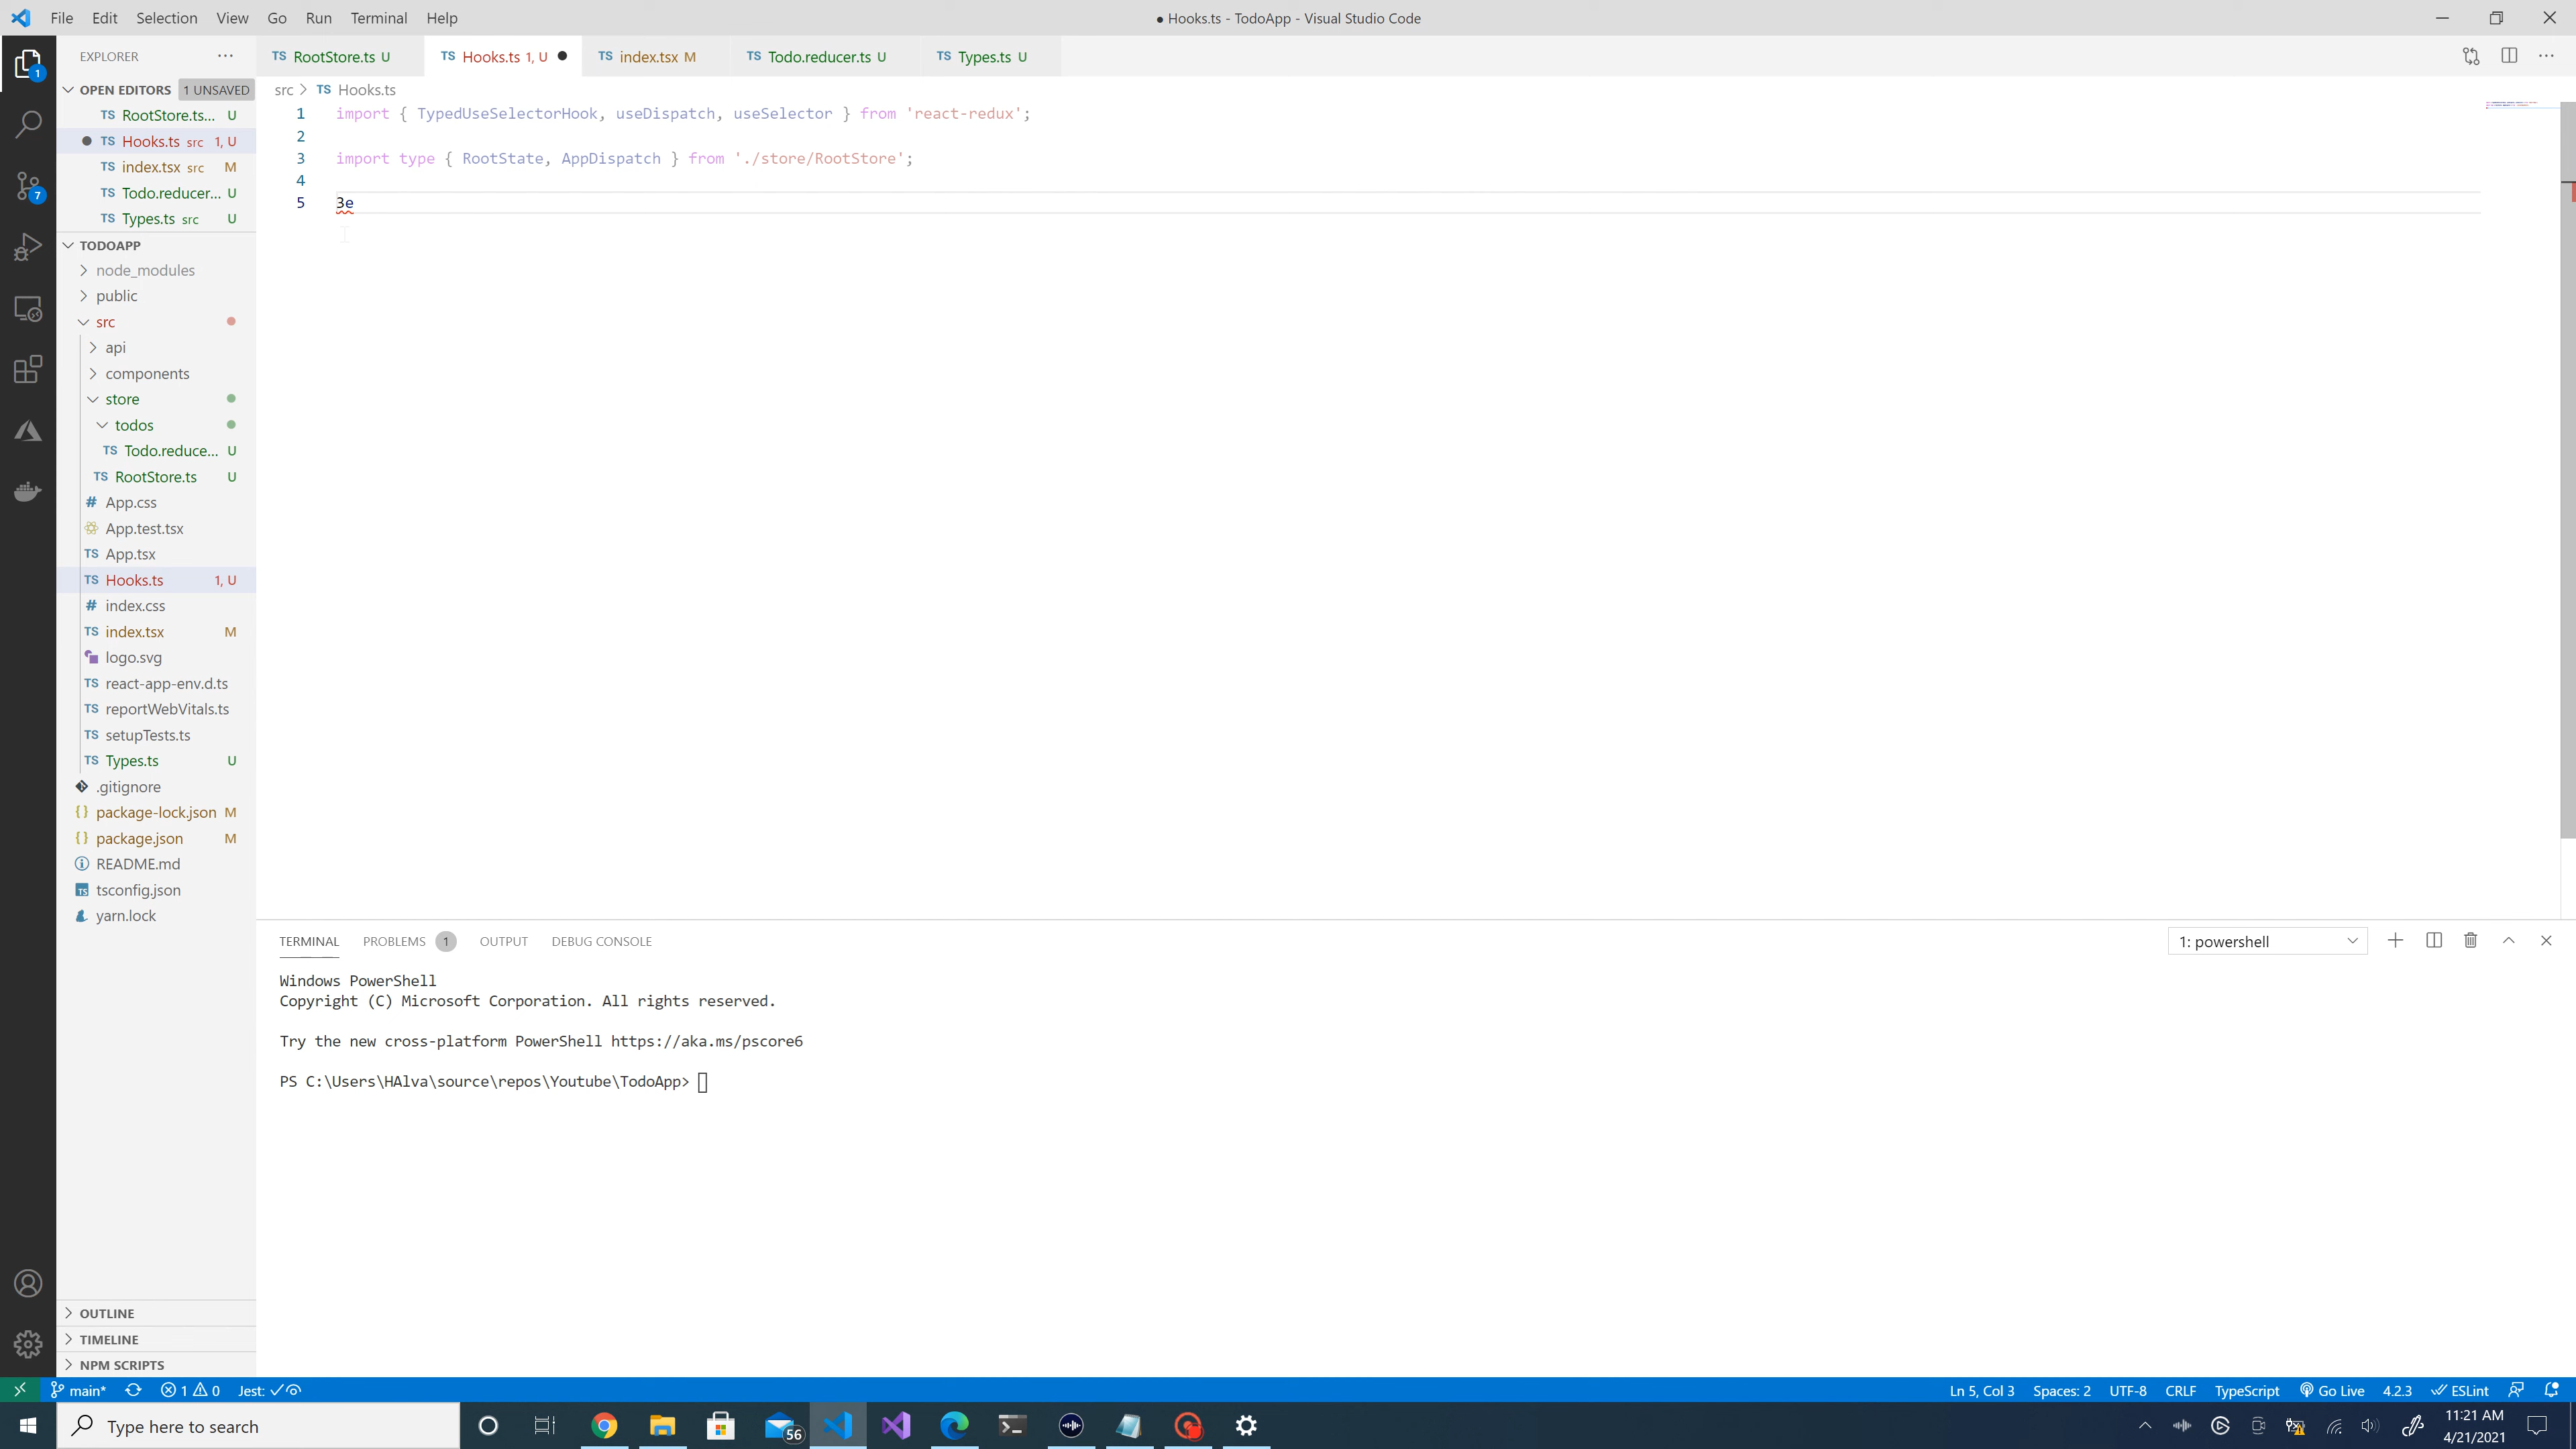 File Edit Selection View Go Run Terminal Help
● Hooks.ts - TodoApp - Visual Studio Code
EXPLORER
OPEN EDITORS 1 UNSAVED
TS RootStore.ts... U
TS Hooks.ts src 1, U
TS index.tsx src M
TS Todo.reducer... U
TS Types.ts src U
TODOAPP
node_modules
public
src
api
components
store
todos
TS Todo.reduce... U
TS RootStore.ts U
# App.css
App.test.tsx
TS App.tsx
TS Hooks.ts 1, U
# index.css
TS index.tsx M
logo.svg
TS react-app-env.d.ts
TS reportWebVitals.ts
TS setupTests.ts
TS Types.ts U
.gitignore
{} package-lock.json M
{} package.json M
README.md
TS tsconfig.json
yarn.lock
OUTLINE
TIMELINE
NPM SCRIPTS
1
7
TS RootStore.ts U
TS Hooks.ts 1, U ●
TS index.tsx M
TS Todo.reducer.ts U
TS Types.ts U
src > TS Hooks.ts
1 import { TypedUseSelectorHook, useDispatch, useSelector } from 'react-redux';
2
3 import type { RootState, AppDispatch } from './store/RootStore';
4
5 3e
TERMINAL PROBLEMS 1 OUTPUT DEBUG CONSOLE
1: powershell
Windows PowerShell
Copyright (C) Microsoft Corporation. All rights reserved.
Try the new cross-platform PowerShell https://aka.ms/pscore6
PS C:\Users\HAlva\source\repos\Youtube\TodoApp>
main* 1 0 Jest:
Ln 5, Col 3 Spaces: 2 UTF-8 CRLF TypeScript Go Live 4.2.3 ESLint
Type here to search
56
11:21 AM
4/21/2021